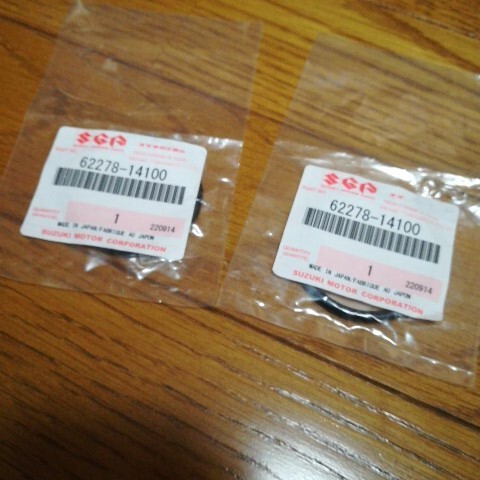 SGP
62278-14100
1
220914
MADE IN JAPAN/FABRIQUE AU JAPON
SUZUKI MOTOR CORPORATION
SGP
62278-14100
1
220914
MADE IN JAPAN/FABRIQUE AU JAPON
SUZUKI MOTOR CORPORATION